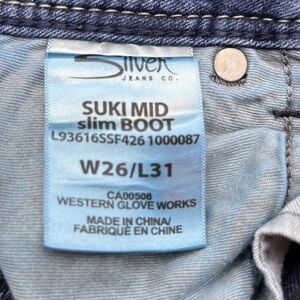 Silver
JEANS CO.
SUKI MID
slim BOOT
L93616SSF426 1000087
W26/L31
CA00508
WESTERN GLOVE WORKS
MADE IN CHINA/
FABRIQUÉ EN CHINE